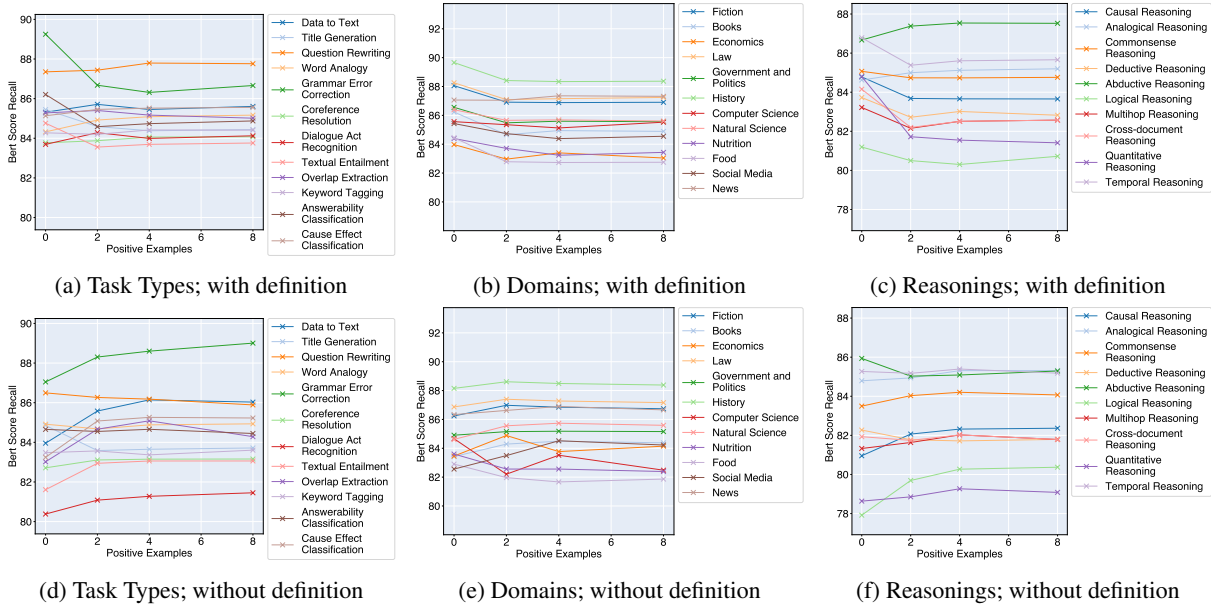 90
88
86
84
82
80
0
2
4
6
8
Bert Score Recall
Positive Examples
Data to Text
Title Generation
Question Rewriting
Word Analogy
Grammar Error
Correction
Coreference
Resolution
Dialogue Act
Recognition
Textual Entailment
Overlap Extraction
Keyword Tagging
Answerability
Classification
Cause Effect
Classification
(a) Task Types; with definition
92
90
88
86
84
82
80
0
2
4
6
8
Bert Score Recall
Positive Examples
Fiction
Books
Economics
Law
Government and
Politics
History
Computer Science
Natural Science
Nutrition
Food
Social Media
News
(b) Domains; with definition
88
86
84
82
80
78
76
0
2
4
6
8
Bert Score Recall
Positive Examples
Causal Reasoning
Analogical Reasoning
Commonsense
Reasoning
Deductive Reasoning
Abductive Reasoning
Logical Reasoning
Multihop Reasoning
Cross-document
Reasoning
Quantitative
Reasoning
Temporal Reasoning
(c) Reasonings; with definition
90
88
86
84
82
80
0
2
4
6
8
Bert Score Recall
Positive Examples
Data to Text
Title Generation
Question Rewriting
Word Analogy
Grammar Error
Correction
Coreference
Resolution
Dialogue Act
Recognition
Textual Entailment
Overlap Extraction
Keyword Tagging
Answerability
Classification
Cause Effect
Classification
(d) Task Types; without definition
92
90
88
86
84
82
80
0
2
4
6
8
Bert Score Recall
Positive Examples
Fiction
Books
Economics
Law
Government and
Politics
History
Computer Science
Natural Science
Nutrition
Food
Social Media
News
(e) Domains; without definition
88
86
84
82
80
78
0
2
4
6
8
Bert Score Recall
Positive Examples
Causal Reasoning
Analogical Reasoning
Commonsense
Reasoning
Deductive Reasoning
Abductive Reasoning
Logical Reasoning
Multihop Reasoning
Cross-document
Reasoning
Quantitative
Reasoning
Temporal Reasoning
(f) Reasonings; without definition